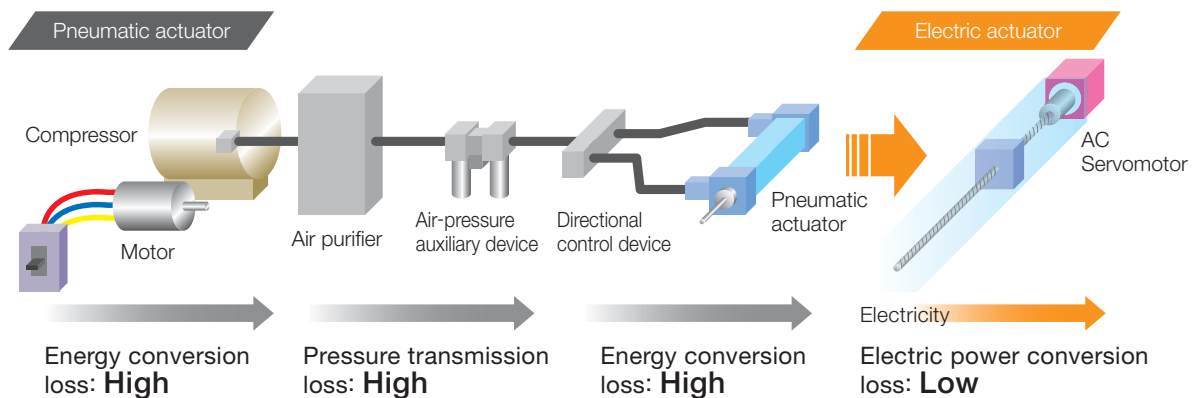 Pneumatic actuator
Electric actuator
Compressor
Motor
Air purifier
Air-pressure
auxiliary device
Directional
control device
Pneumatic
actuator
AC
Servomotor
Electricity
Energy conversion
loss: High
Pressure transmission
loss: High
Energy conversion
loss: High
Electric power conversion
loss: Low